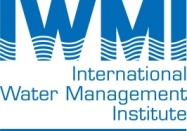 IWMI
International
Water Management
Institute